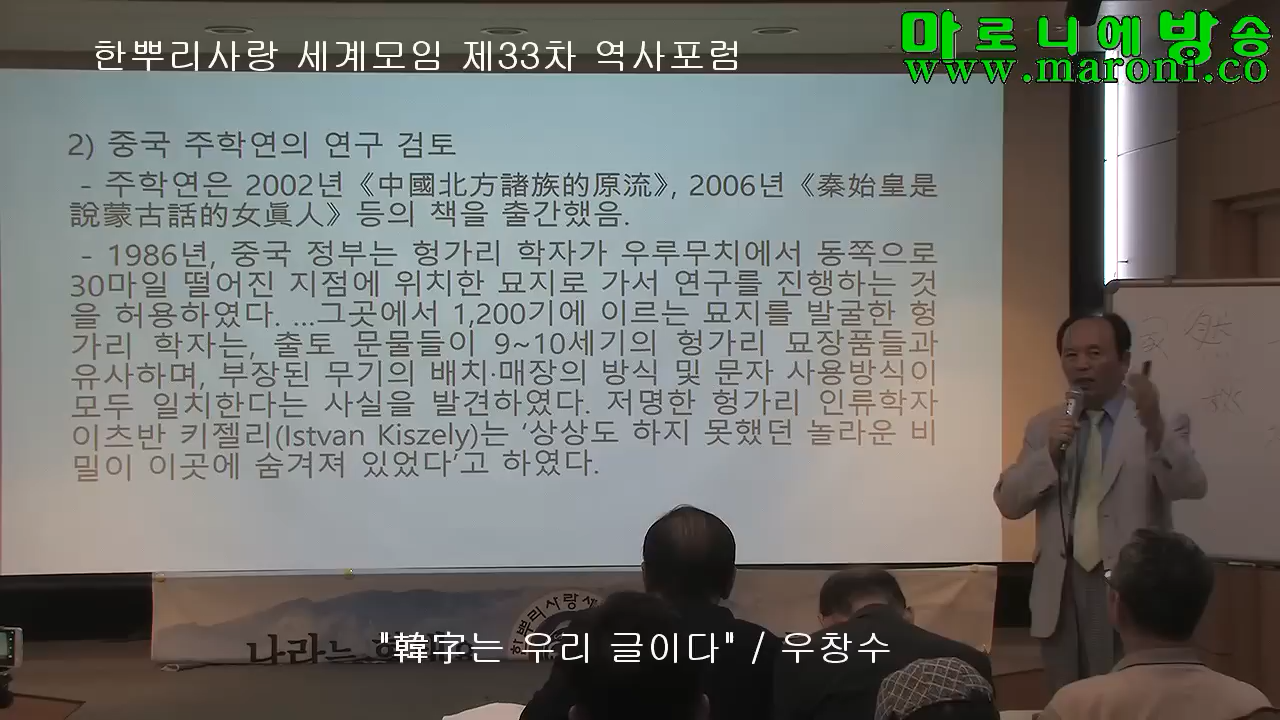 한뿌리사랑 세계모임 제33차 역사포럼
마로니에방송
www.maroni.co
2) 중국 주학연의 연구 검토
- 주학연은 2002년《中國北方諸族的原流》, 2006년《秦始皇是
說蒙古話的女眞人》등의 책을 출간했음.
- 1986년, 중국 정부는 헝가리 학자가 우루무치에서 동쪽으로
30마일 떨어진 지점에 위치한 묘지로 가서 연구를 진행하는 것
을 허용하였다. ...그곳에서 1,200기에 이르는 묘지를 발굴한 헝
가리 학자는, 출토 문물들이 9~10세기의 헝가리 묘장품들과
유사하며, 부장된 무기의 배치·매장의 방식 및 문자 사용방식이
모두 일치한다는 사실을 발견하였다. 저명한 헝가리 인류학자
이츠반 키젤리(Istvan Kiszely)는 ‘상상도 하지 못했던 놀라운 비
밀이 이곳에 숨겨져 있었다’고 하였다.
然
한뿌리사랑세
나라는
"韓字는 우리 글이다" / 우창수